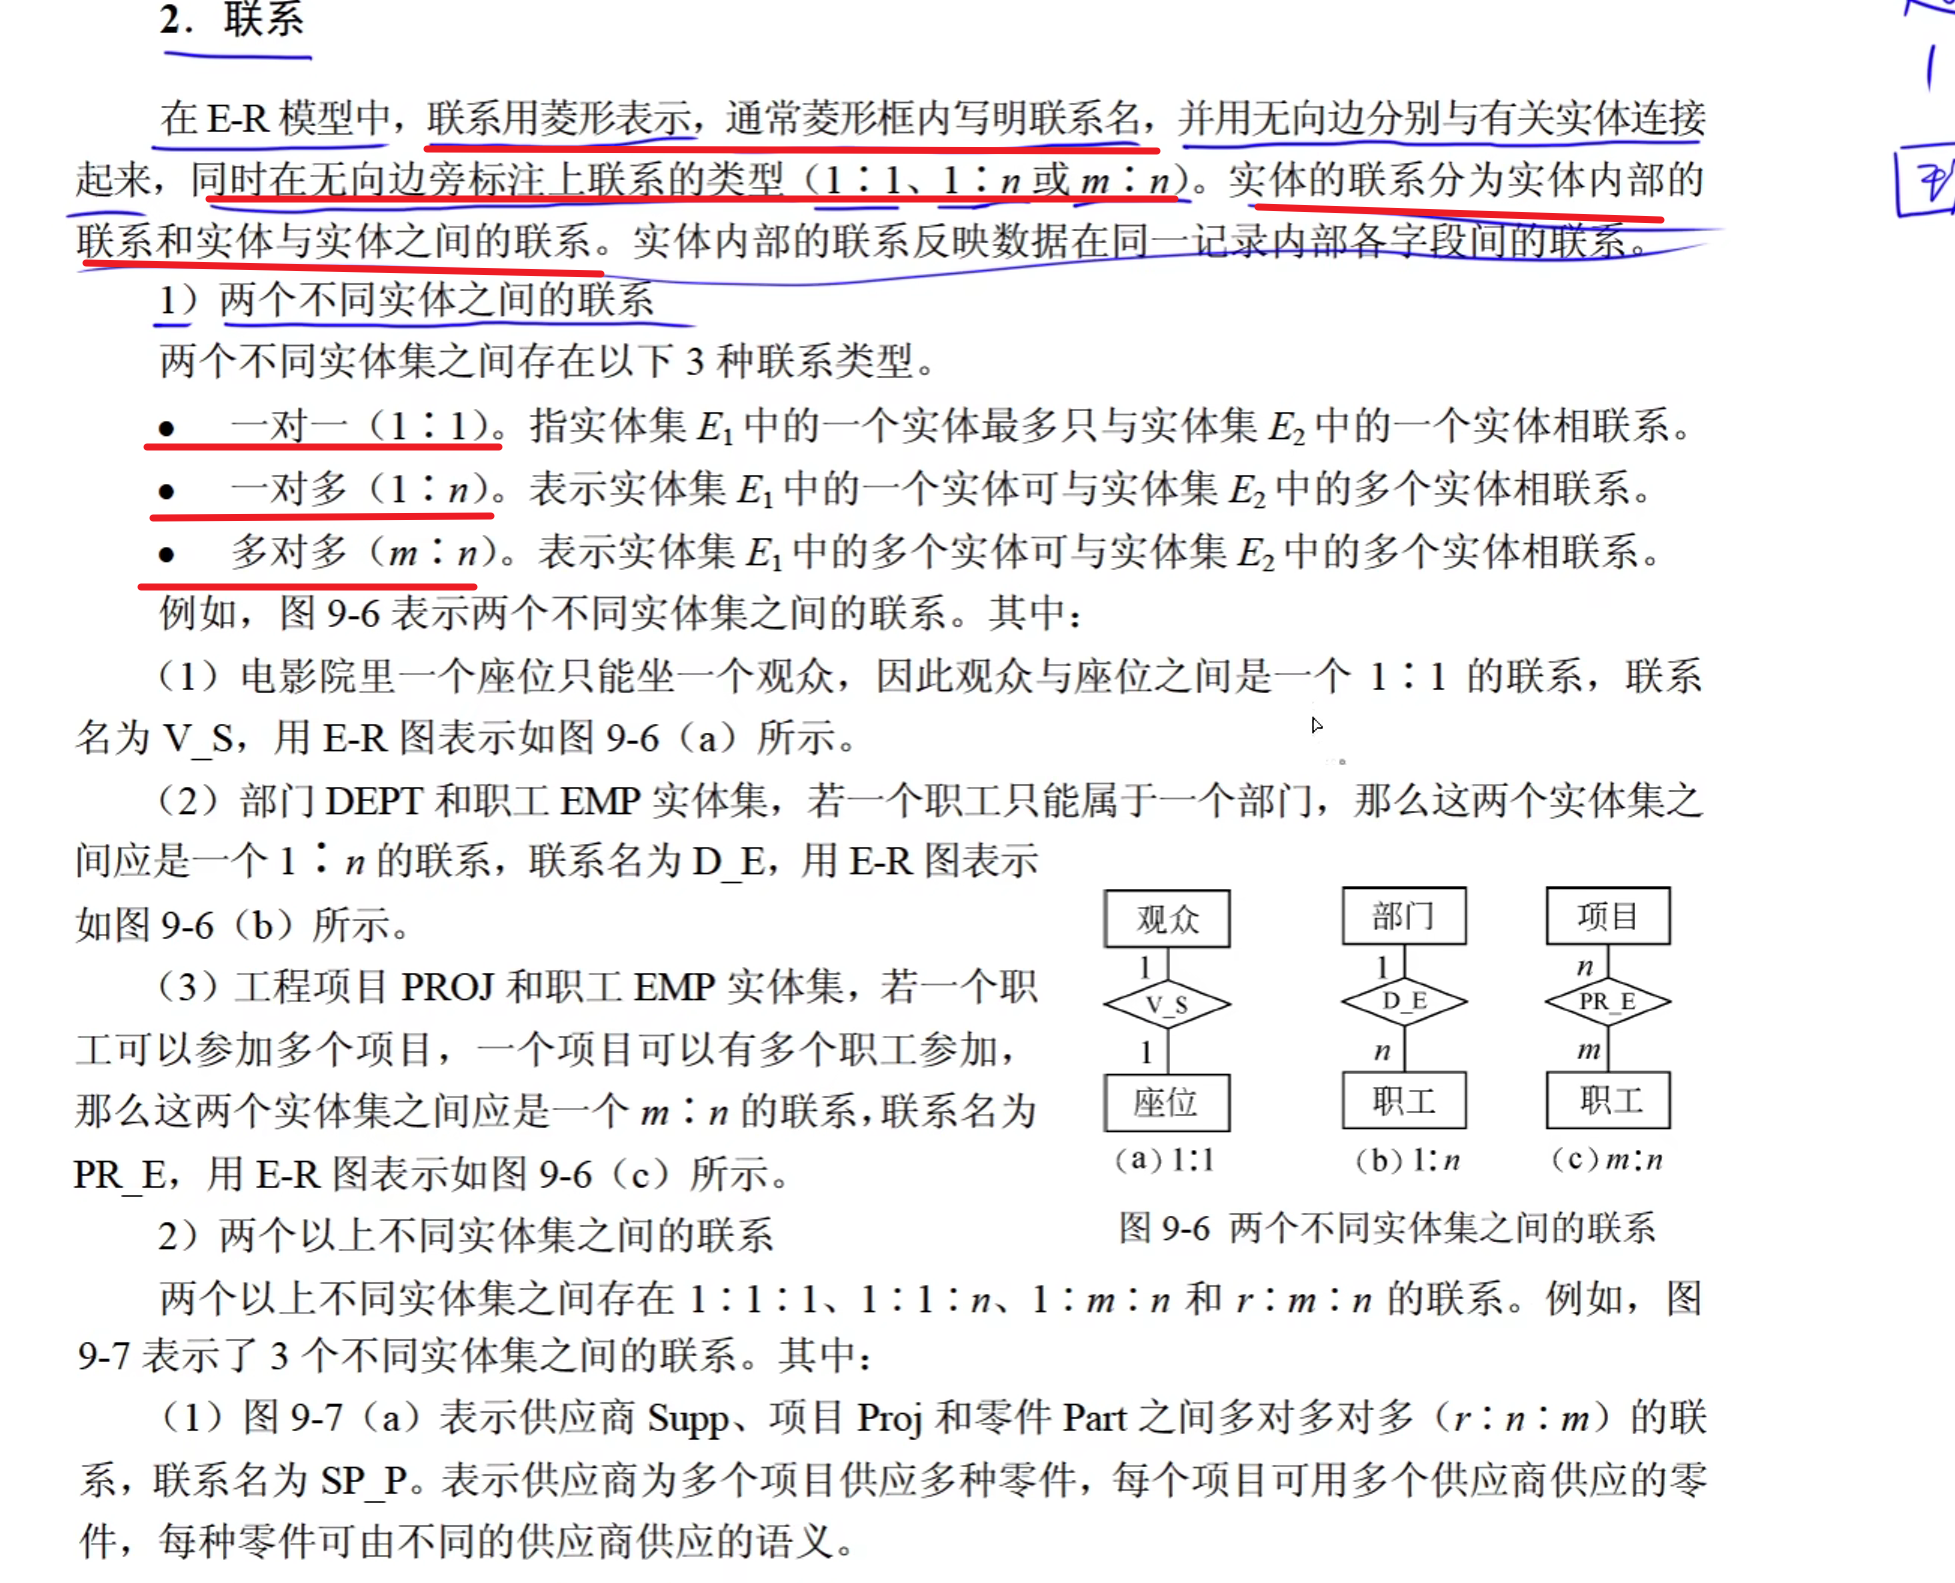 2. 联系
在 E-R 模型中，联系用菱形表示，通常菱形框内写明联系名，并用无向边分别与有关实体连接
起来，同时在无向边旁标注上联系的类型（1∶1、1∶n 或 m∶n）。实体的联系分为实体内部的
联系和实体与实体之间的联系。实体内部的联系反映数据在同一记录内部各字段间的联系。
1）两个不同实体之间的联系
两个不同实体集之间存在以下 3 种联系类型。
● 一对一（1∶1）。指实体集 E1 中的一个实体最多只与实体集 E2 中的一个实体相联系。
● 一对多（1∶n）。表示实体集 E1 中的一个实体可与实体集 E2 中的多个实体相联系。
● 多对多（m∶n）。表示实体集 E1 中的多个实体可与实体集 E2 中的多个实体相联系。
例如，图 9-6 表示两个不同实体集之间的联系。其中：
（1）电影院里一个座位只能坐一个观众，因此观众与座位之间是一个 1∶1 的联系，联系
名为 V_S，用 E-R 图表示如图 9-6（a）所示。
（2）部门 DEPT 和职工 EMP 实体集，若一个职工只能属于一个部门，那么这两个实体集之
间应是一个 1∶n 的联系，联系名为 D_E，用 E-R 图表示
如图 9-6（b）所示。
（3）工程项目 PROJ 和职工 EMP 实体集，若一个职
工可以参加多个项目，一个项目可以有多个职工参加，
那么这两个实体集之间应是一个 m∶n 的联系，联系名为
PR_E，用 E-R 图表示如图 9-6（c）所示。
观众 部门 项目
1 1 n
V_S D_E PR_E
1 n m
座位 职工 职工
(a) 1∶1 (b) 1∶n (c) m∶n
图 9-6 两个不同实体集之间的联系
2）两个以上不同实体集之间的联系
两个以上不同实体集之间存在 1∶1∶1、1∶1∶n、1∶m∶n 和 r∶m∶n 的联系。例如，图
9-7 表示了 3 个不同实体集之间的联系。其中：
（1）图 9-7（a）表示供应商 Supp、项目 Proj 和零件 Part 之间多对多对多（r∶n∶m）的联
系，联系名为 SP_P。表示供应商为多个项目供应多种零件，每个项目可用多个供应商供应的零
件，每种零件可由不同的供应商供应的语义。